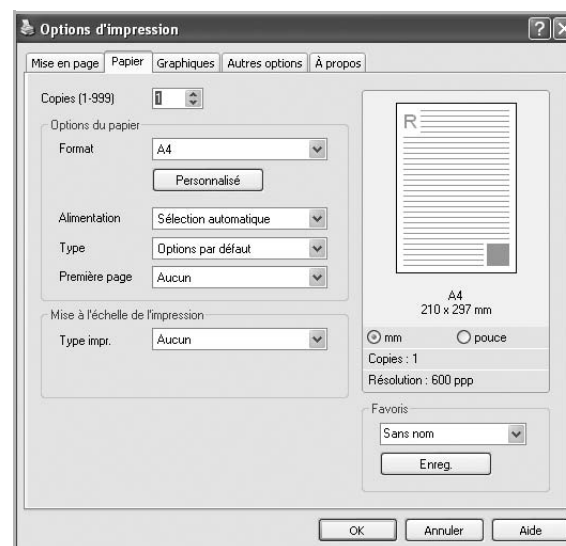 Options d'impression
Mise en page Papier Graphiques Autres options À propos
Copies (1-999) 1
Options du papier
Format A4
Personnalisé
Alimentation Sélection automatique
Type Options par défaut
Première page Aucun
Mise à l'échelle de l'impression
Type impr. Aucun
R
A4
210 x 297 mm
mm pouce
Copies : 1
Résolution : 600 ppp
Favoris
Sans nom
Enreg.
OK Annuler Aide